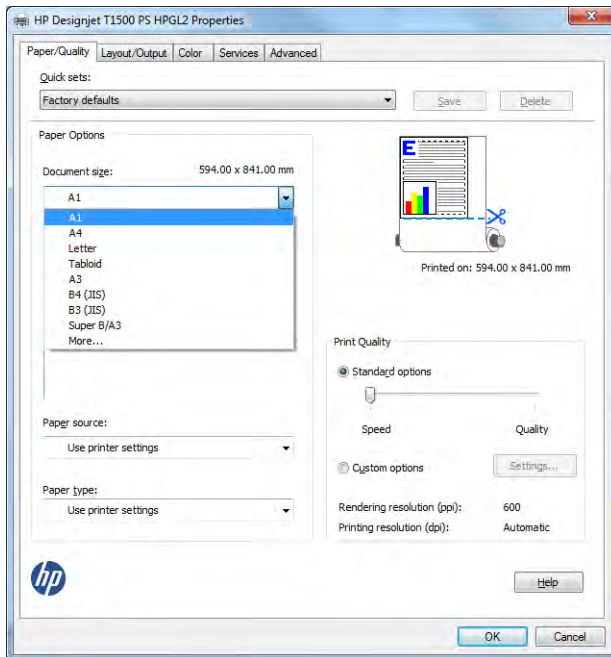 HP Designjet T1500 PS HPGL2 Properties
Paper/Quality Layout/Output Color Services Advanced
Quick sets:
Factory defaults
Save Delete
Paper Options
Document size: 594.00 x 841.00 mm
A1
A1
A4
Letter
Tabloid
A3
B4 (JIS)
B3 (JIS)
Super B/A3
More...
Paper source:
Use printer settings
Paper type:
Use printer settings
E
Printed on: 594.00 x 841.00 mm
Print Quality
Standard options
Speed Quality
Custom options Settings...
Rendering resolution (ppi): 600
Printing resolution (dpi): Automatic
hp
Help
OK Cancel